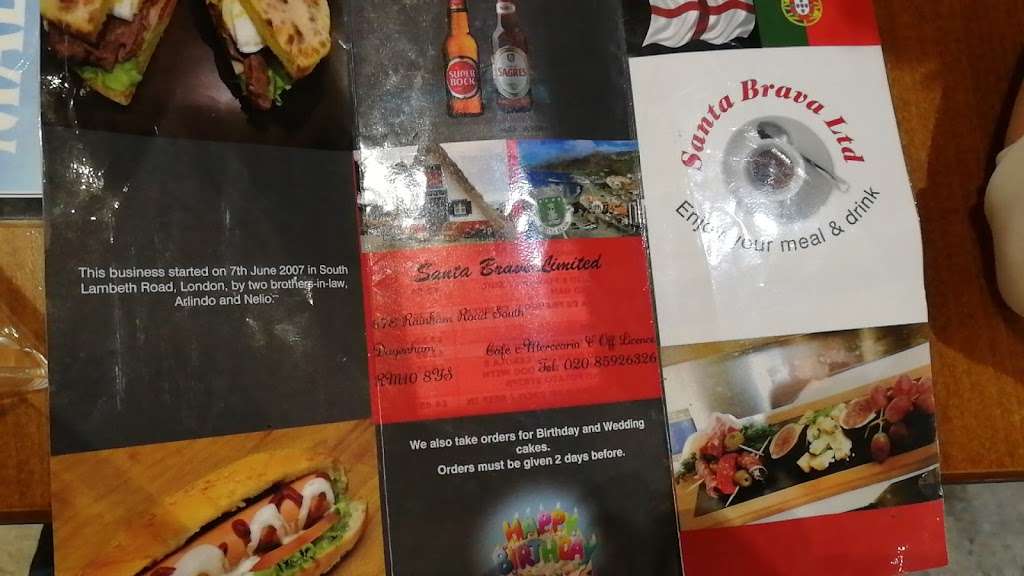 SUPER
BOCK
SAGRES
Santa Brava Ltd
Enjoy your meal & drink
This business started on 7th June 2007 in South
Lambeth Road, London, by two brothers-in-law,
Arlindo and Nelio.
Santa Brava Limited
Rainham Road South
Dagenham
Cafe e Mercearia & Off Licence
RM10 8YS
Tel: 020 85926326
We also take orders for Birthday and Wedding
cakes.
Orders must be given 2 days before.
HAPPY
BIRTHDAY